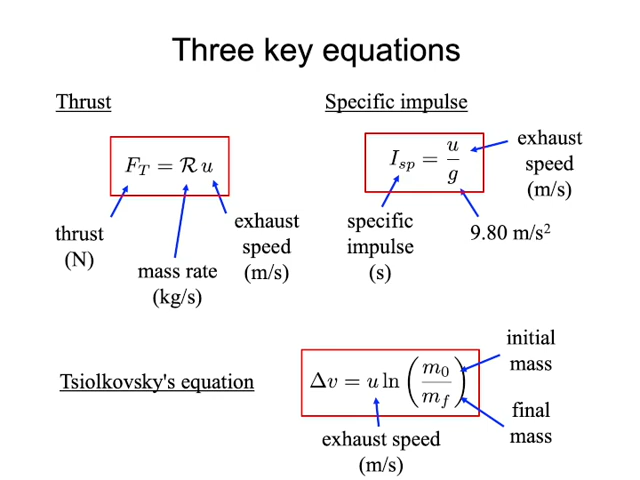 Three key equations
Thrust
F_T = ℛ u
thrust
(N)
mass rate
(kg/s)
exhaust
speed
(m/s)
Specific impulse
I_sp = u/g
exhaust
speed
(m/s)
specific
impulse
(s)
9.80 m/s²
Tsiolkovsky's equation
Δv = u ln (m₀/m_f)
initial
mass
final
mass
exhaust speed
(m/s)